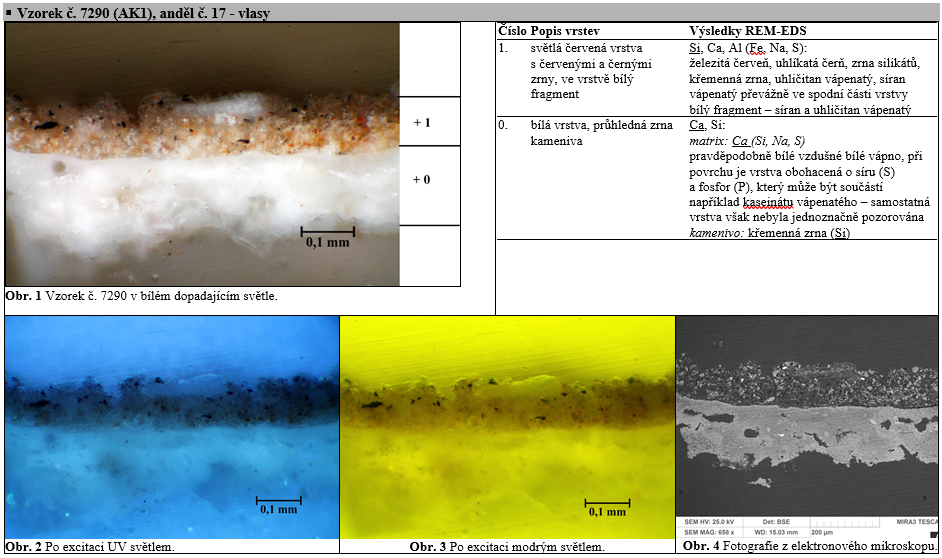 ▪ Vzorek č. 7290 (AK1), anděl č. 17 - vlasy
+ 1
+ 0
0,1 mm
Obr. 1 Vzorek č. 7290 v bílém dopadajícím světle.
Číslo Popis vrstev
Výsledky REM-EDS
1.
světlá červená vrstva
s červenými a černými
zrny, ve vrstvě bílý
fragment
Si, Ca, Al (Fe, Na, S):
železitá červeň, uhlíkatá čerň, zrna silikátů,
křemenná zrna, uhličitan vápenatý, síran
vápenatý převážně ve spodní části vrstvy
bílý fragment – síran a uhličitan vápenatý
0.
bílá vrstva, průhledná zrna
kameniva
Ca, Si:
matrix: Ca (Si, Na, S)
pravděpodobně bílé vzdušné bílé vápno, při
povrchu je vrstva obohacená o síru (S)
a fosfor (P), který může být součástí
například kaseinátu vápenatého – samostatná
vrstva však nebyla jednoznačně pozorována
kamenivo: křemenná zrna (Si)
0,1 mm
Obr. 2 Po excitaci UV světlem.
0,1 mm
Obr. 3 Po excitaci modrým světlem.
SEM HV: 25.0 kV
Det: BSE
MIRA3 TESCA
SEM MAG: 658 x
WD: 15.03 mm
200 µm
Obr. 4 Fotografie z elektronového mikroskopu.